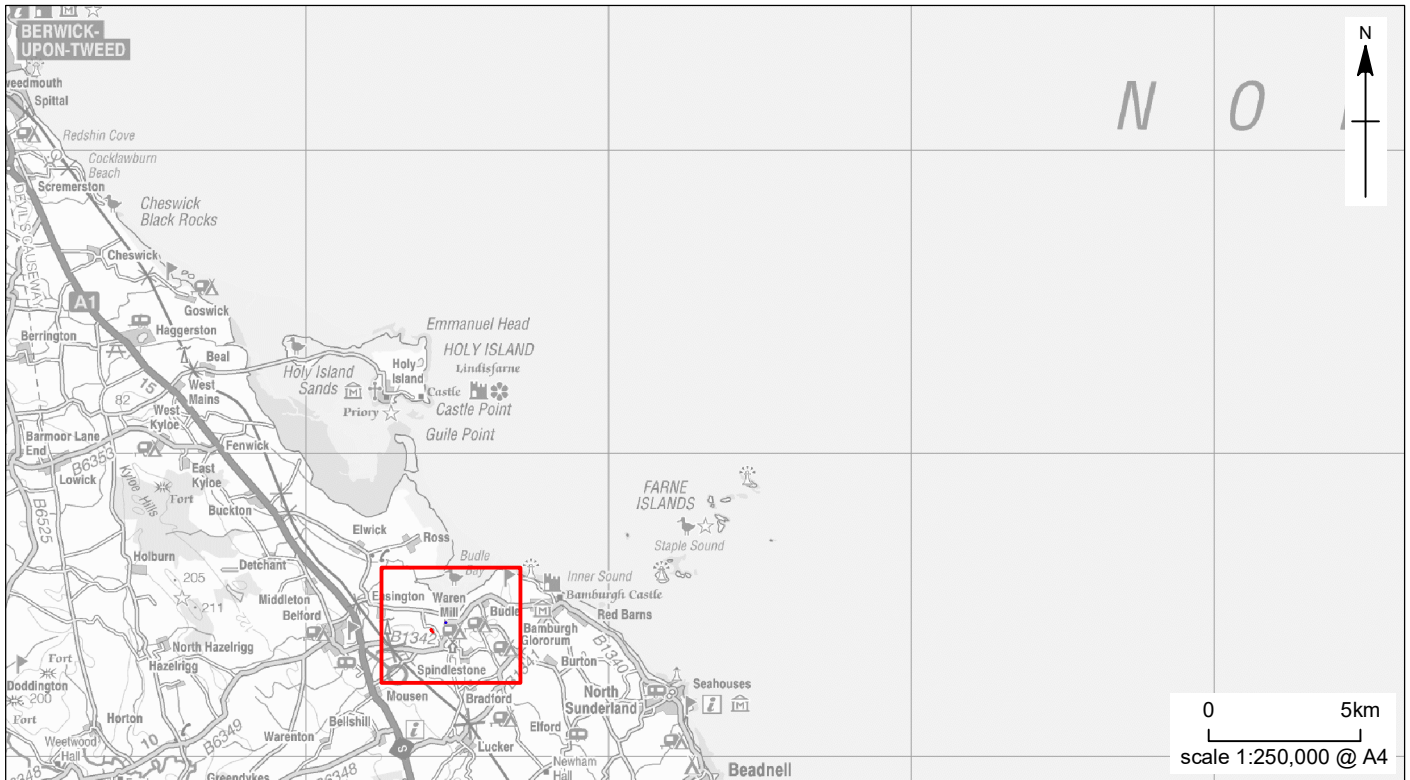 BERWICK-
UPON-TWEED
weedmouth
Spittal
N O
N
Redshin Cove
Cocklawburn
Beach
Scremerston
DEVIL'S CAUSEWAY
Cheswick
Black Rocks
Cheswick
A1
Goswick
Haggerston
Berrington
Emmanuel Head
HOLY ISLAND
Lindisfarne
Beal
Holy Island
Sands
Holy
Island
Castle
Priory
Castle Point
Guile Point
15
82
West
Mains
West
Kyloe
Barmoor Lane
End
B6353
Fenwick
Lowick
East
Kyloe
Kyloe Hills
Fort
Buckton
B6525
FARNE
ISLANDS
Staple Sound
Elwick
Ross
Holburn
Detchant
205
211
Budle
Bay
Inner Sound
Bamburgh Castle
Middleton
Belford
Easington
Waren
Mill
Budle
Red Barns
B1342
Bamburgh
Glororum
B1341
B1340
North Hazelrigg
Hazelrigg
Spindlestone
Burton
Fort
Doddington
200
Fort
Mousen
Bradford
North
Sunderland
Seahouses
Horton
10
B6349
Bellshill
Elford
Warenton
Lucker
Weetwood
Hall
Newham
Hall
Beadnell
Greendykes
B6348
S
0 5km
scale 1:250,000 @ A4